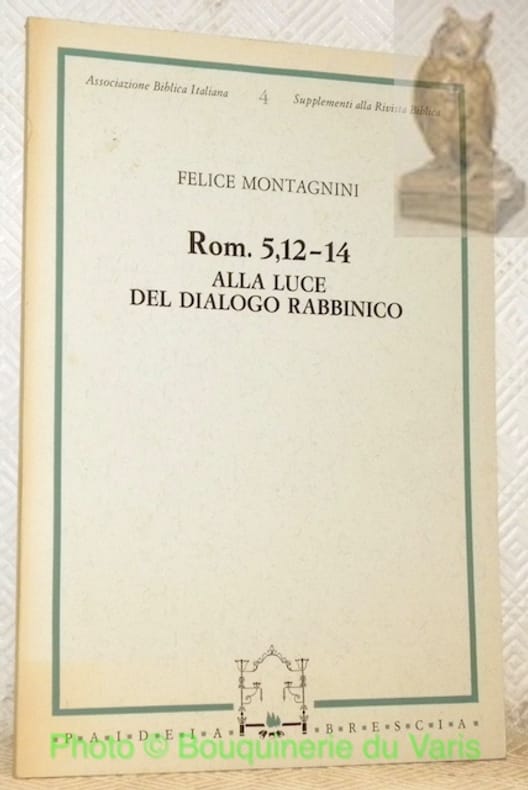 Associazione Biblica Italiana 4 Supplementi alla Rivista Biblica
FELICE MONTAGNINI
Rom. 5,12-14
ALLA LUCE
DEL DIALOGO RABBINICO
·P·A·I·D·E·I·A· ·B·R·E·S·C·I·A·
Photo © Bouquinerie du Varis